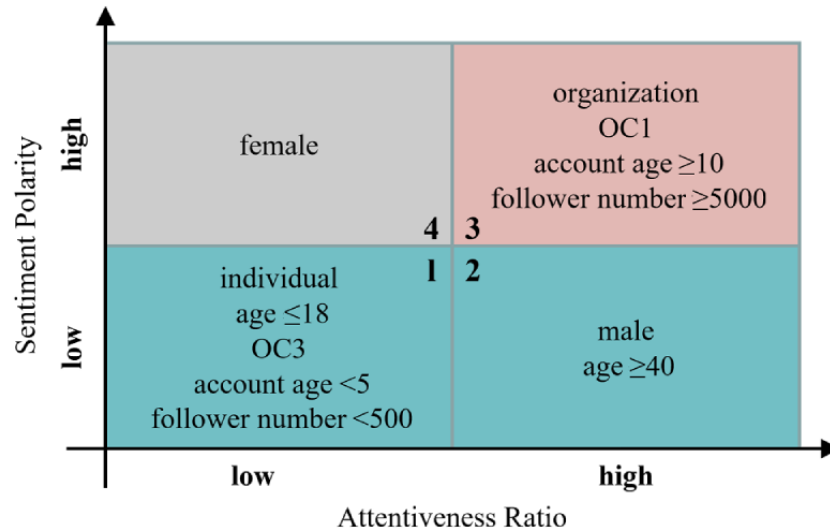 Sentiment Polarity
high
low
female
4
organization
OC1
account age ≥10
follower number ≥5000
3
individual
age ≤18
OC3
account age <5
follower number <500
1
2
male
age ≥40
low
high
Attentiveness Ratio